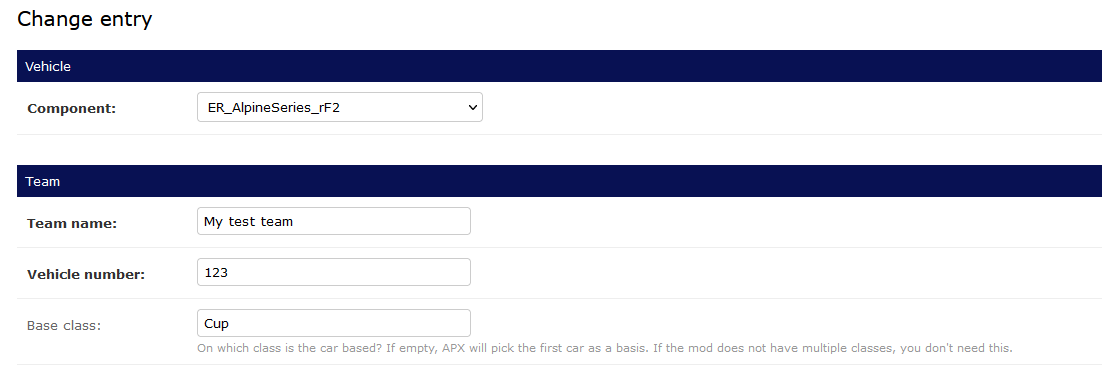 Change entry
Vehicle
Component: ER_AlpineSeries_rF2
Team
Team name: My test team
Vehicle number: 123
Base class: Cup
On which class is the car based? If empty, APX will pick the first car as a basis. If the mod does not have multiple classes, you don't need this.